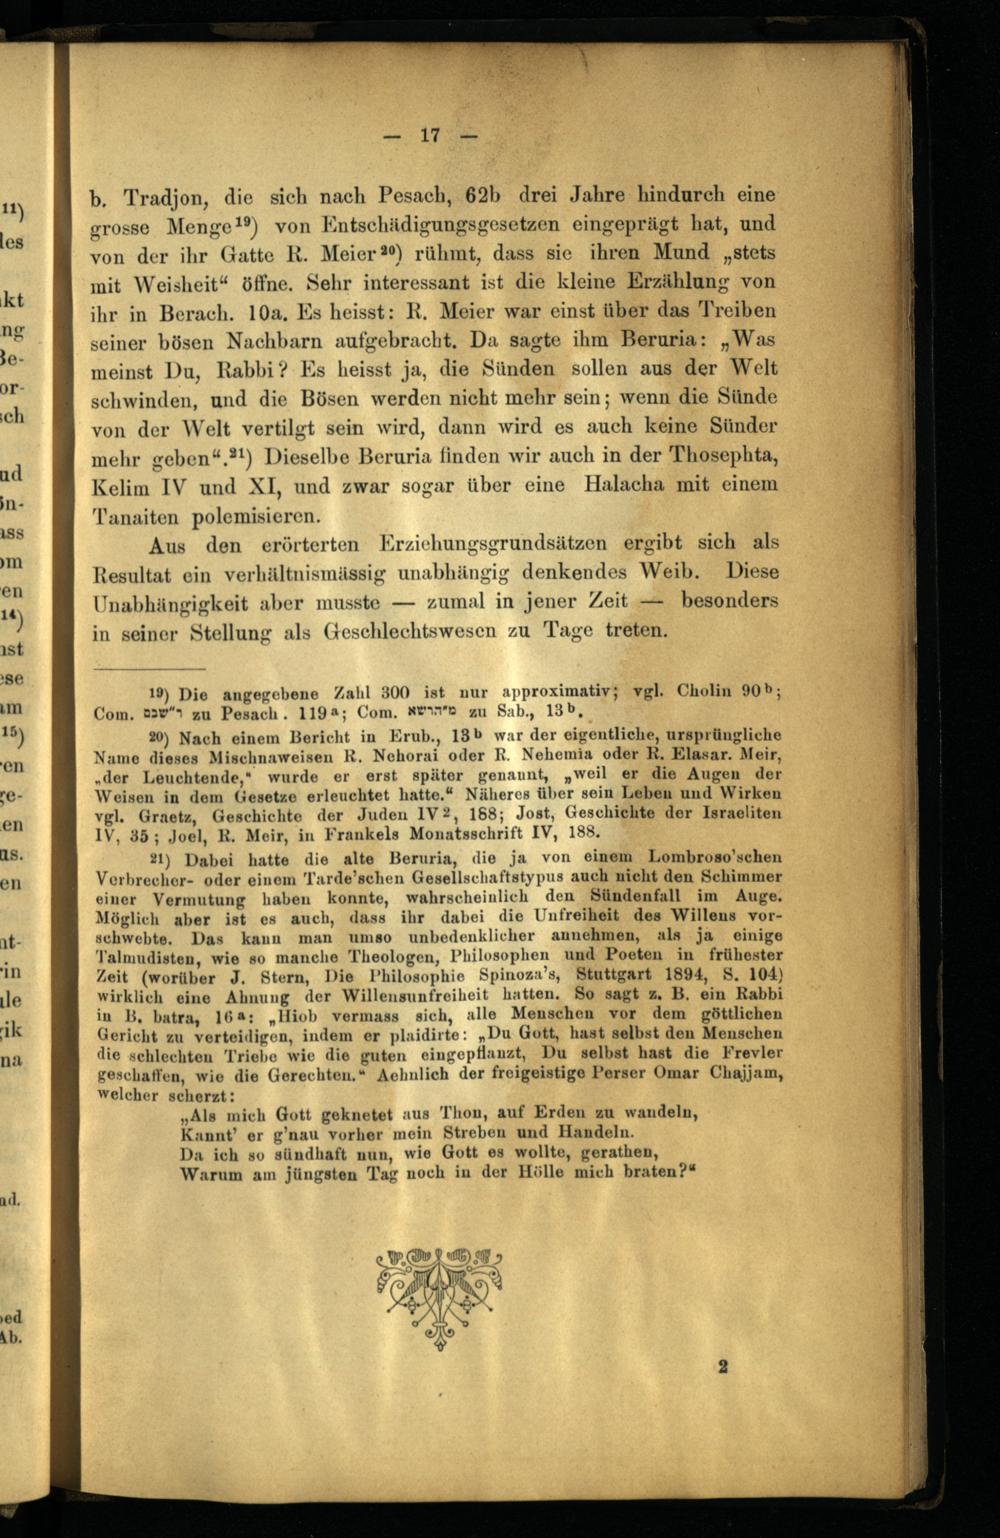 — 17 —
b. Tradjon, die sich nach Pesach, 62b drei Jahre hindurch eine
grosse Menge¹⁹) von Entschädigungsgesetzen eingeprägt hat, und
von der ihr Gatte R. Meier²⁰) rühmt, dass sie ihren Mund „stets
mit Weisheit“ öffne. Sehr interessant ist die kleine Erzählung von
ihr in Berach. 10a. Es heisst: R. Meier war einst über das Treiben
seiner bösen Nachbarn aufgebracht. Da sagte ihm Beruria: „Was
meinst Du, Rabbi? Es heisst ja, die Sünden sollen aus der Welt
schwinden, und die Bösen werden nicht mehr sein; wenn die Sünde
von der Welt vertilgt sein wird, dann wird es auch keine Sünder
mehr geben“.²¹) Dieselbe Beruria finden wir auch in der Thosephta,
Kelim IV und XI, und zwar sogar über eine Halacha mit einem
Tanaiten polemisieren.
Aus den erörterten Erziehungsgrundsätzen ergibt sich als
Resultat ein verhältnismässig unabhängig denkendes Weib. Diese
Unabhängigkeit aber musste — zumal in jener Zeit — besonders
in seiner Stellung als Geschlechtswesen zu Tage treten.
19) Die angegebene Zahl 300 ist nur approximativ; vgl. Cholin 90ᵇ;
Com. רשב״ם zu Pesach. 119ᵃ; Com. מהרש״א zu Sab., 13ᵇ.
20) Nach einem Bericht in Erub., 13ᵇ war der eigentliche, ursprüngliche
Name dieses Mischnaweisen R. Nehorai oder R. Nehemia oder R. Elasar. Meir,
„der Leuchtende,“ wurde er erst später genannt, „weil er die Augen der
Weisen in dem Gesetze erleuchtet hatte.“ Näheres über sein Leben und Wirken
vgl. Graetz, Geschichte der Juden IV², 188; Jost, Geschichte der Israeliten
IV, 35; Joel, R. Meir, in Frankels Monatsschrift IV, 188.
21) Dabei hatte die alte Beruria, die ja von einem Lombroso’schen
Verbrecher- oder einem Tarde’schen Gesellschaftstypus auch nicht den Schimmer
einer Vermutung haben konnte, wahrscheinlich den Sündenfall im Auge.
Möglich aber ist es auch, dass ihr dabei die Unfreiheit des Willens vor-
schwebte. Das kann man umso unbedenklicher annehmen, als ja einige
Talmudisten, wie so manche Theologen, Philosophen und Poeten in frühester
Zeit (worüber J. Stern, Die Philosophie Spinoza’s, Stuttgart 1894, S. 104)
wirklich eine Ahnung der Willensunfreiheit hatten. So sagt z. B. ein Rabbi
in B. batra, 16ᵃ: „Hiob vermass sich, alle Menschen vor dem göttlichen
Gericht zu verteidigen, indem er plaidirte: „Du Gott, hast selbst den Menschen
die schlechten Triebe wie die guten eingepflanzt, Du selbst hast die Frevler
geschaffen, wie die Gerechten.“ Aehnlich der freigeistige Perser Omar Chajjam,
welcher scherzt:
„Als mich Gott geknetet aus Thon, auf Erden zu wandeln,
Kannt’ er g’nau vorher mein Streben und Handeln.
Da ich so sündhaft nun, wie Gott es wollte, gerathen,
Warum am jüngsten Tag noch in der Hölle mich braten?“
2